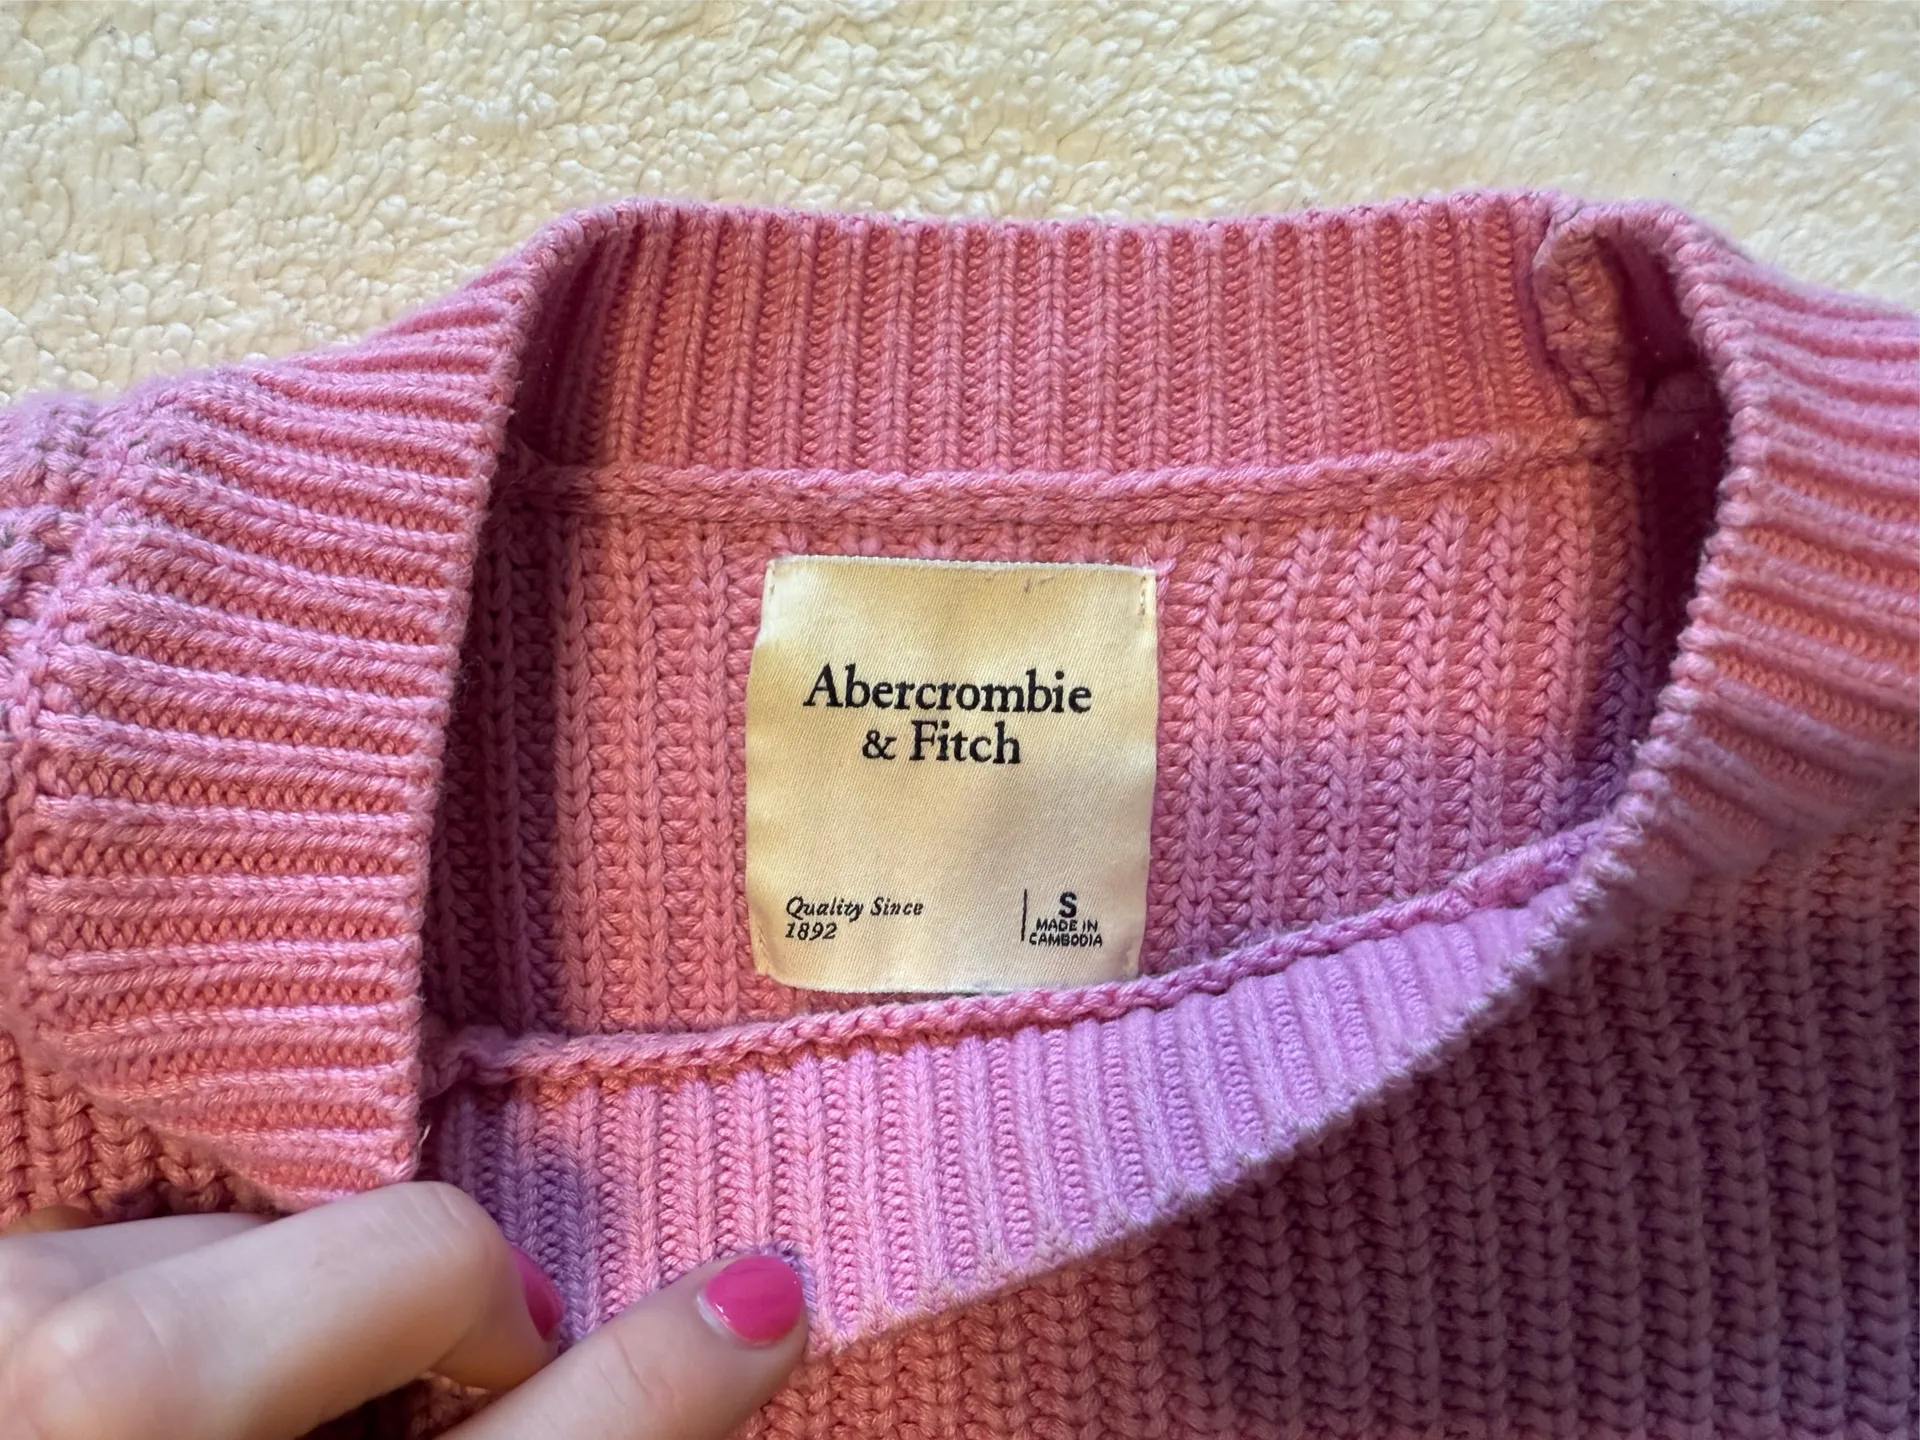 Abercrombie
& Fitch
Quality Since
1892
S
MADE IN
CAMBODIA